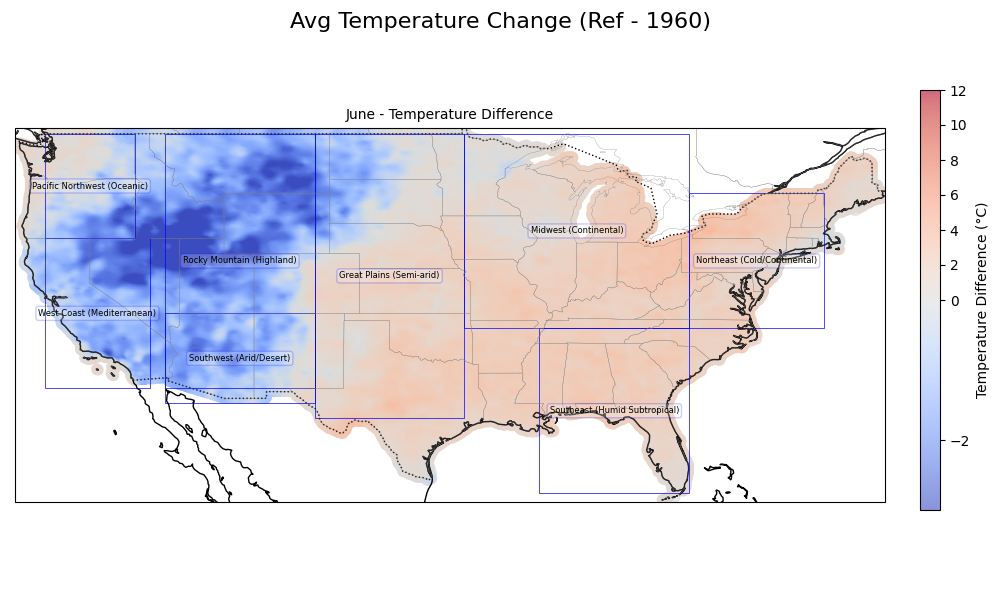 Avg Temperature Change (Ref - 1960)
June - Temperature Difference
Pacific Northwest (Oceanic)
Midwest (Continental)
Rocky Mountain (Highland)
Northeast (Cold/Continental)
Great Plains (Semi-arid)
West Coast (Mediterranean)
Southwest (Arid/Desert)
Southeast (Humid Subtropical)
12
10
8
6
4
2
0
−2
Temperature Difference (°C)